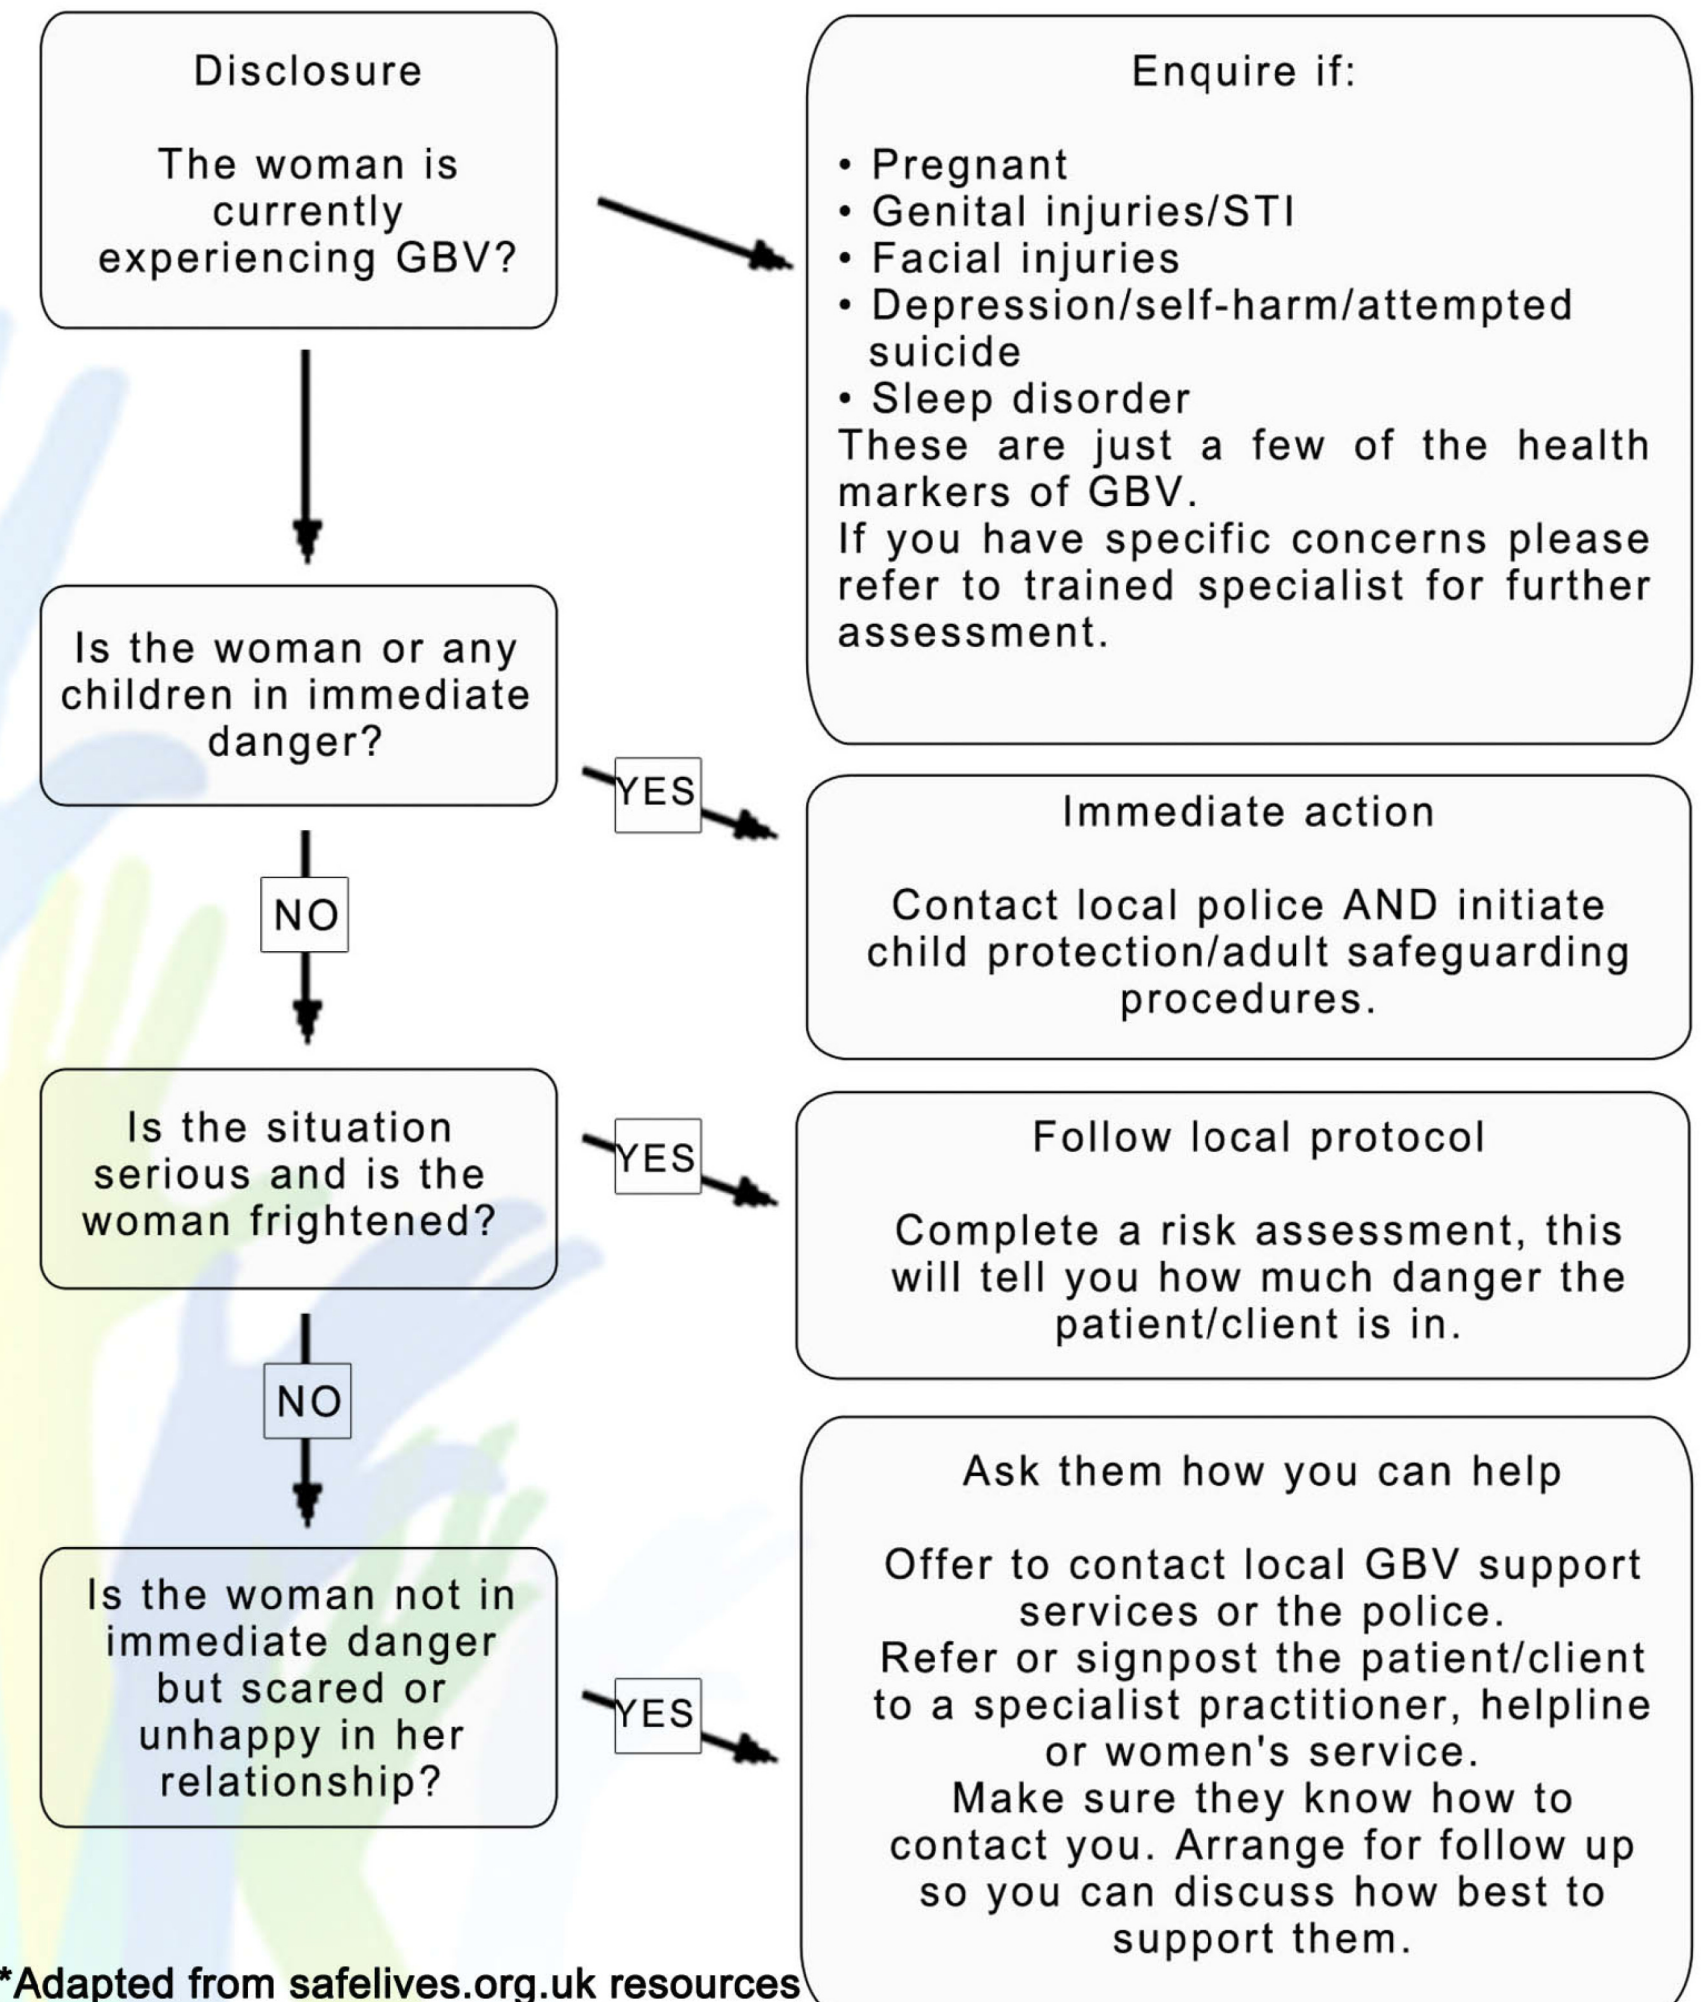 Disclosure
The woman is
currently
experiencing GBV?
Enquire if:
• Pregnant
• Genital injuries/STI
• Facial injuries
• Depression/self-harm/attempted
suicide
• Sleep disorder
These are just a few of the health
markers of GBV.
If you have specific concerns please
refer to trained specialist for further
assessment.
Is the woman or any
children in immediate
danger?
YES
Immediate action
Contact local police AND initiate
child protection/adult safeguarding
procedures.
NO
Is the situation
serious and is the
woman frightened?
YES
Follow local protocol
Complete a risk assessment, this
will tell you how much danger the
patient/client is in.
NO
Is the woman not in
immediate danger
but scared or
unhappy in her
relationship?
YES
Ask them how you can help
Offer to contact local GBV support
services or the police.
Refer or signpost the patient/client
to a specialist practitioner, helpline
or women's service.
Make sure they know how to
contact you. Arrange for follow up
so you can discuss how best to
support them.
*Adapted from safelives.org.uk resources